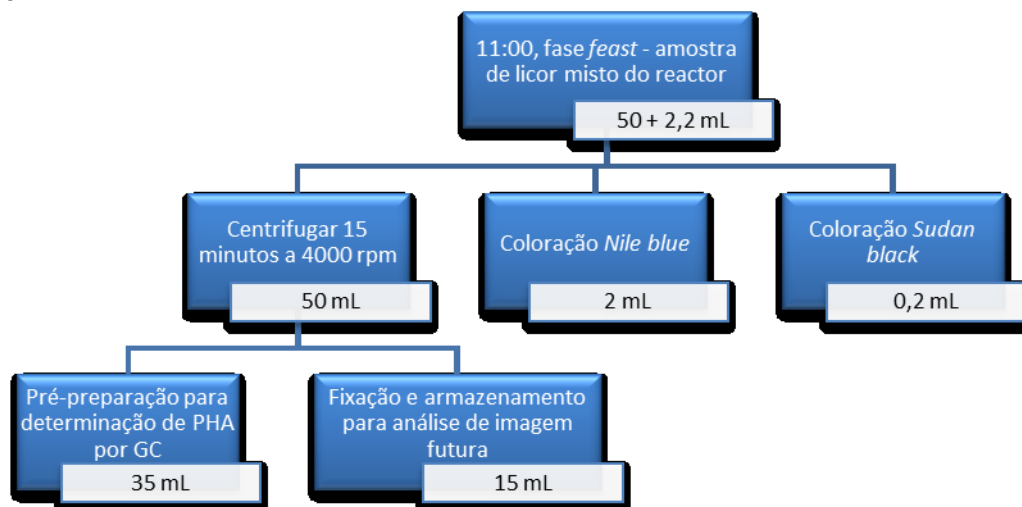 11:00, fase feast - amostra
de licor misto do reactor
50 + 2,2 mL
Centrifugar 15
minutos a 4000 rpm
50 mL
Coloração Nile blue
2 mL
Coloração Sudan
black
0,2 mL
Pré-preparação para
determinação de PHA
por GC
35 mL
Fixação e armazenamento
para análise de imagem
futura
15 mL